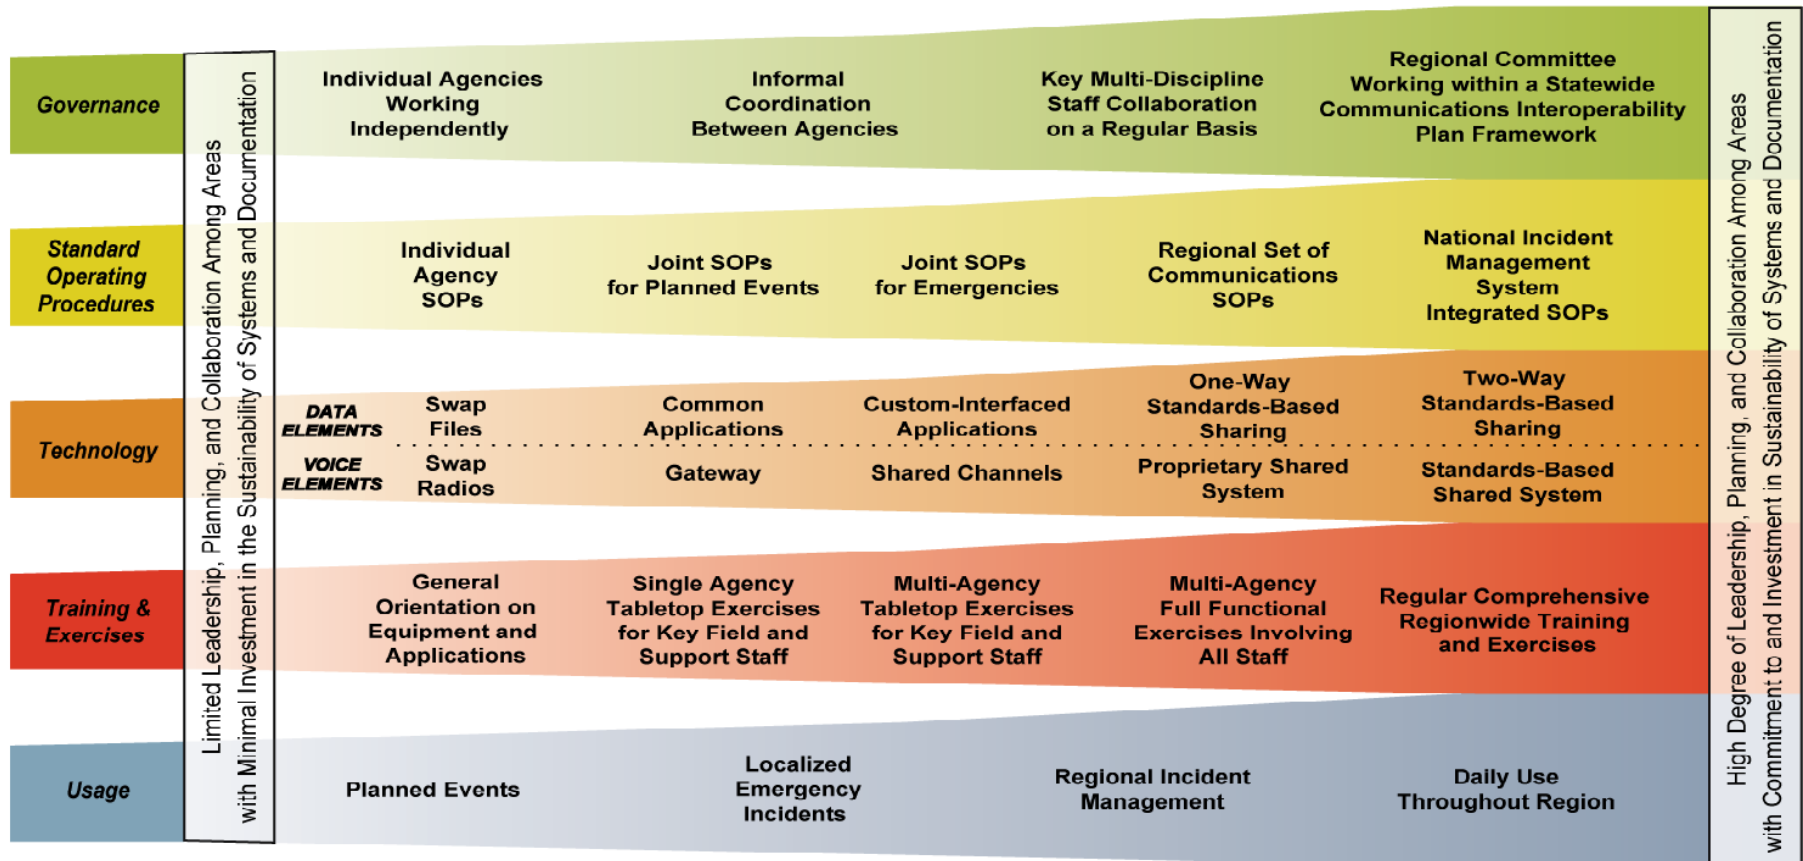 Governance
Limited Leadership, Planning, and Collaboration Among Areas
with Minimal Investment in the Sustainability of Systems and Documentation
Individual Agencies
Working
Independently
Informal
Coordination
Between Agencies
Key Multi-Discipline
Staff Collaboration
on a Regular Basis
Regional Committee
Working within a Statewide
Communications Interoperability
Plan Framework
High Degree of Leadership, Planning, and Collaboration Among Areas
with Commitment to and Investment in Sustainability of Systems and Documentation
Standard
Operating
Procedures
Individual
Agency
SOPs
Joint SOPs
for Planned Events
Joint SOPs
for Emergencies
Regional Set of
Communications
SOPs
National Incident
Management
System
Integrated SOPs
Technology
DATA
ELEMENTS
Swap
Files
Common
Applications
Custom-Interfaced
Applications
One-Way
Standards-Based
Sharing
Two-Way
Standards-Based
Sharing
VOICE
ELEMENTS
Swap
Radios
Gateway
Shared Channels
Proprietary Shared
System
Standards-Based
Shared System
Training &
Exercises
General
Orientation on
Equipment and
Applications
Single Agency
Tabletop Exercises
for Key Field and
Support Staff
Multi-Agency
Tabletop Exercises
for Key Field and
Support Staff
Multi-Agency
Full Functional
Exercises Involving
All Staff
Regular Comprehensive
Regionwide Training
and Exercises
Usage
Planned Events
Localized
Emergency
Incidents
Regional Incident
Management
Daily Use
Throughout Region